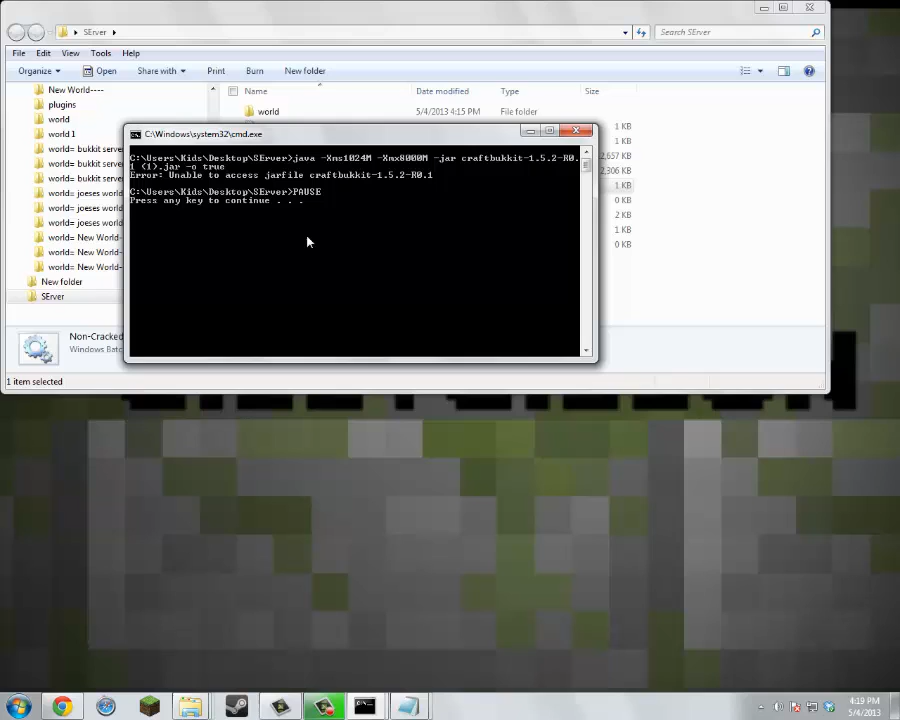 SErver
Search SErver
File Edit View Tools Help
Organize Open Share with Print Burn New folder
Name Date modified Type Size
New World----
plugins
world
world 1
world= bukkit serve
world= bukkit server
world= bukkit server
world= joeses world
world= joeses world
world= joeses world
world= New World-
world= New World-
world= New World-
New folder
SErver
world 5/4/2013 4:15 PM File folder
1 KB
1 KB
2,657 KB
2,306 KB
1 KB
0 KB
2 KB
1 KB
0 KB
C:\Windows\system32\cmd.exe
C:\Users\Kids\Desktop\SErver>java -Xms1024M -Xmx8000M -jar craftbukkit-1.5.2-R0.
1 (1).jar -o true
Error: Unable to access jarfile craftbukkit-1.5.2-R0.1
C:\Users\Kids\Desktop\SErver>PAUSE
Press any key to continue . . .
Non-Cracked
Windows Batc
1 item selected
4:19 PM
5/4/2013